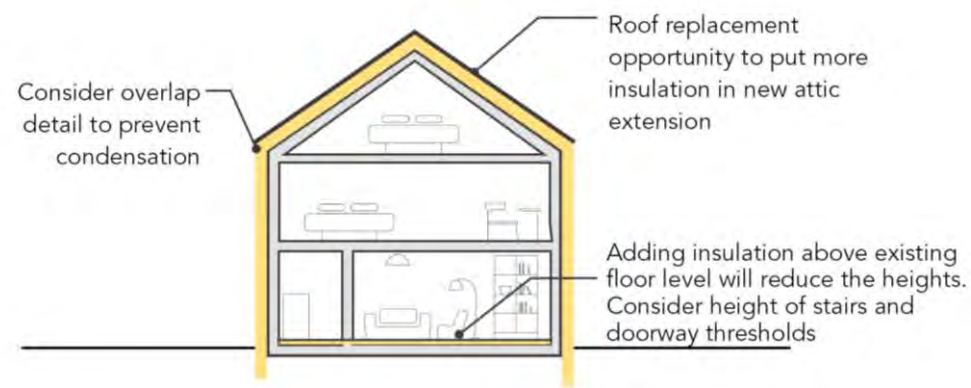 Roof replacement
opportunity to put more
insulation in new attic
extension
Consider overlap
detail to prevent
condensation
Adding insulation above existing
floor level will reduce the heights.
Consider height of stairs and
doorway thresholds